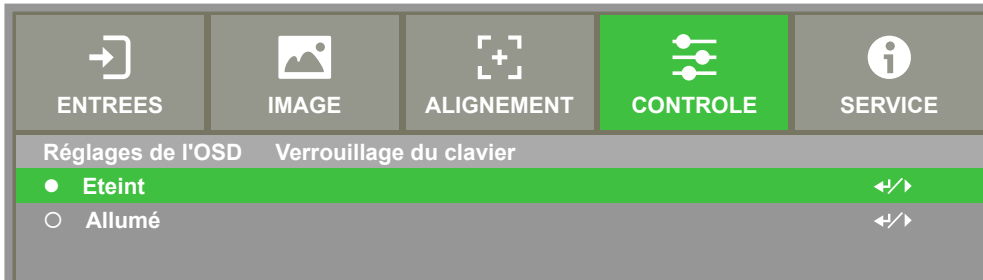 ENTREES IMAGE ALIGNEMENT CONTROLE SERVICE
Réglages de l'OSD Verrouillage du clavier
Eteint
Allumé